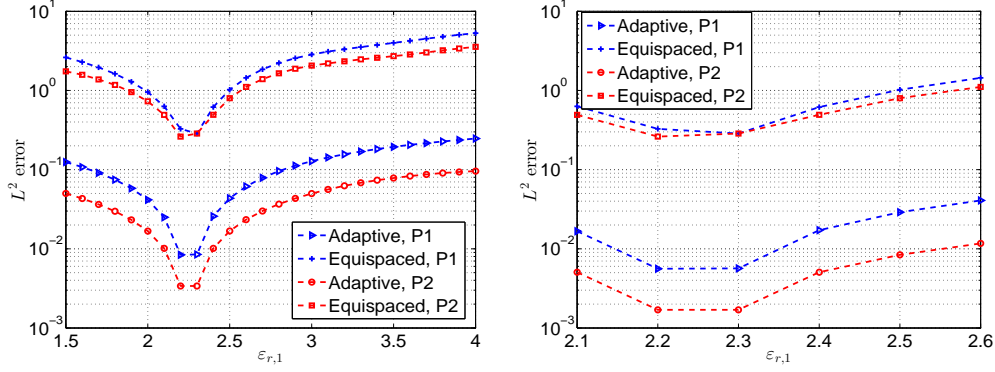 10^1
10^0
10^-1
10^-2
10^-3
L^2 error
1.5 2 2.5 3 3.5 4
ε_{r,1}
Adaptive, P1
Equispaced, P1
Adaptive, P2
Equispaced, P2
10^1
10^0
10^-1
10^-2
10^-3
L^2 error
2.1 2.2 2.3 2.4 2.5 2.6
ε_{r,1}
Adaptive, P1
Equispaced, P1
Adaptive, P2
Equispaced, P2